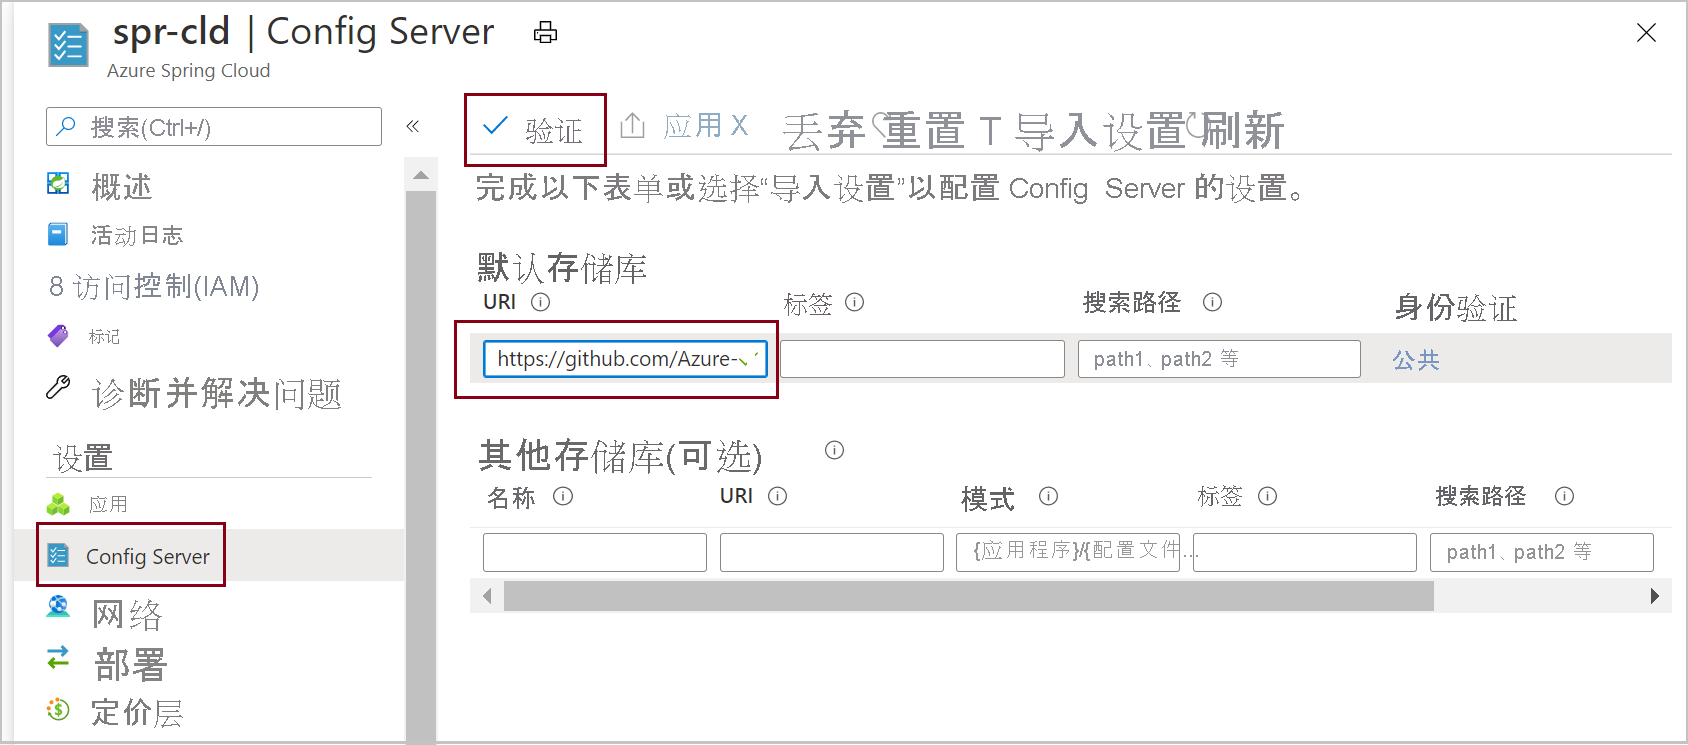 spr-cld | Config Server
Azure Spring Cloud
搜索(Ctrl+/)
«
概述
活动日志
8 访问控制(IAM)
标记
诊断并解决问题
设置
应用
Config Server
网络
部署
定价层
验证 应用 X 丢弃 重置 T 导入设置 刷新
完成以下表单或选择“导入设置”以配置 Config Server 的设置。
默认存储库
URI 标签 搜索路径 身份验证
https://github.com/Azure- path1、path2 等 公共
其他存储库(可选)
名称 URI 模式 标签 搜索路径
{应用程序}/{配置文件... path1、path2 等